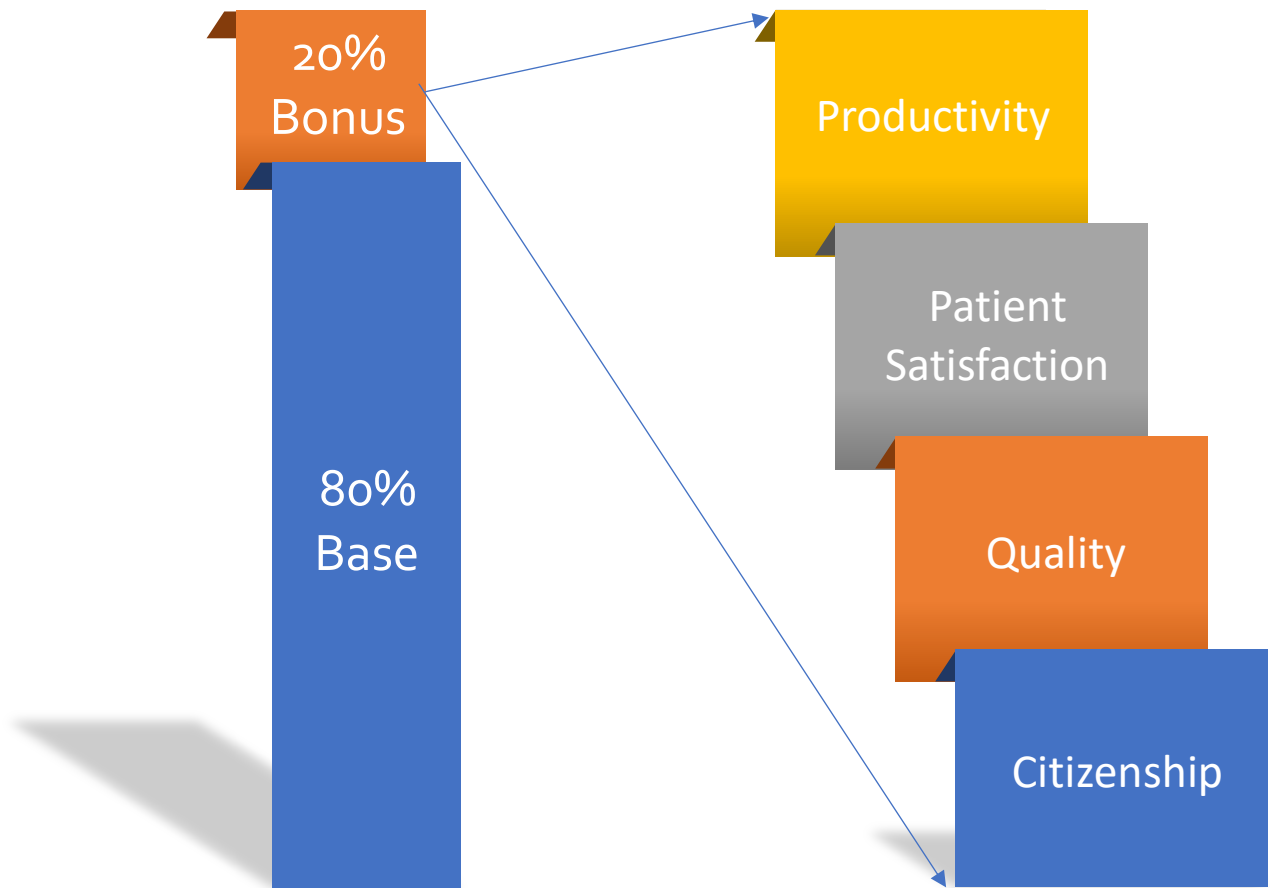 20%
Bonus
80%
Base
Productivity
Patient
Satisfaction
Quality
Citizenship